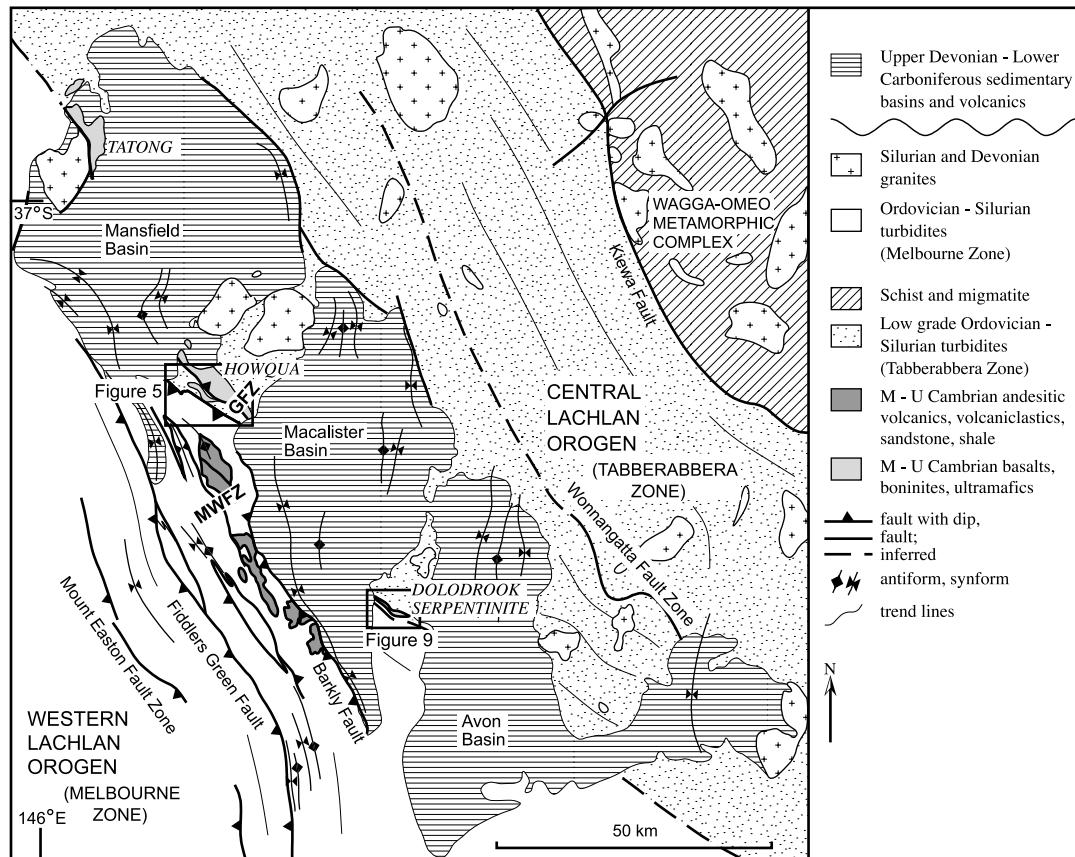 TATONG
37°S
Mansfield
Basin
WAGGA-OMEO
METAMORPHIC
COMPLEX
Kiewa Fault
HOWQUA
Figure 5
GFZ
CENTRAL
LACHLAN
OROGEN
(TABBERABBERA
ZONE)
Macalister
Basin
MWFZ
Wonnangatta Fault Zone
DOLODROOK
SERPENTINITE
Figure 9
Mount Easton Fault Zone
Fiddlers Green Fault
Barkly Fault
WESTERN
LACHLAN
OROGEN
(MELBOURNE
ZONE)
Avon
Basin
146°E
50 km
Upper Devonian - Lower
Carboniferous sedimentary
basins and volcanics
Silurian and Devonian
granites
Ordovician - Silurian
turbidites
(Melbourne Zone)
Schist and migmatite
Low grade Ordovician -
Silurian turbidites
(Tabberabbera Zone)
M - U Cambrian andesitic
volcanics, volcaniclastics,
sandstone, shale
M - U Cambrian basalts,
boninites, ultramafics
fault with dip,
fault;
inferred
antiform, synform
trend lines
N